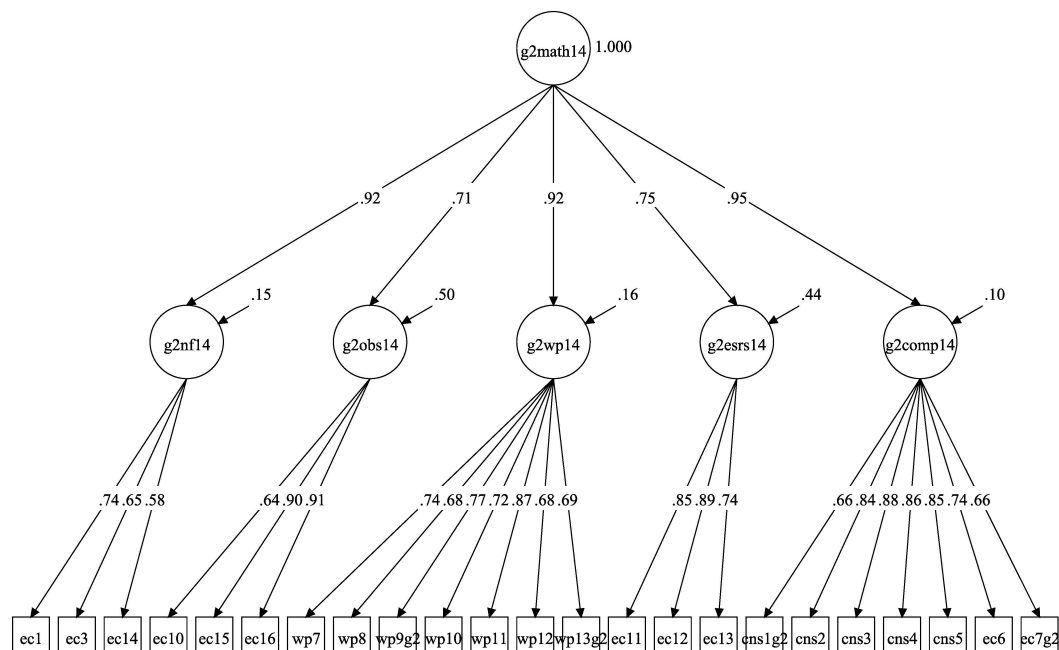 g2math14 1.000
.92 .71 .92 .75 .95
.15 .50 .16 .44 .10
g2nf14 g2obs14 g2wp14 g2esrs14 g2comp14
.74 .65 .58 .64 .90 .91 .74 .68 .77 .72 .87 .68 .69 .85 .89 .74 .66 .84 .88 .86 .85 .74 .66
ec1 ec3 ec14 ec10 ec15 ec16 wp7 wp8 wp9g2 wp10 wp11 wp12 wp13g2 ec11 ec12 ec13 cns1g2 cns2 cns3 cns4 cns5 ec6 ec7g2